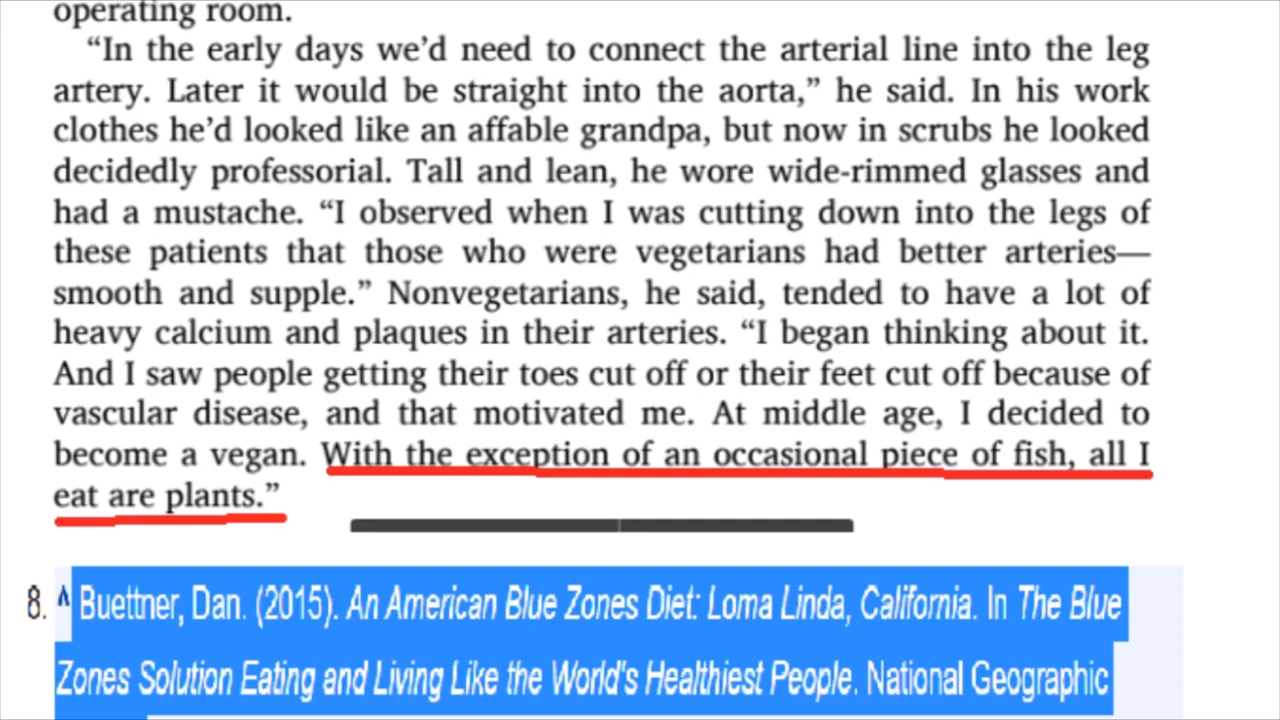 operating room.
“In the early days we’d need to connect the arterial line into the leg
artery. Later it would be straight into the aorta,” he said. In his work
clothes he’d looked like an affable grandpa, but now in scrubs he looked
decidedly professorial. Tall and lean, he wore wide-rimmed glasses and
had a mustache. “I observed when I was cutting down into the legs of
these patients that those who were vegetarians had better arteries—
smooth and supple.” Nonvegetarians, he said, tended to have a lot of
heavy calcium and plaques in their arteries. “I began thinking about it.
And I saw people getting their toes cut off or their feet cut off because of
vascular disease, and that motivated me. At middle age, I decided to
become a vegan. With the exception of an occasional piece of fish, all I
eat are plants.”
8. ^ Buettner, Dan. (2015). An American Blue Zones Diet: Loma Linda, California. In The Blue
Zones Solution Eating and Living Like the World's Healthiest People. National Geographic